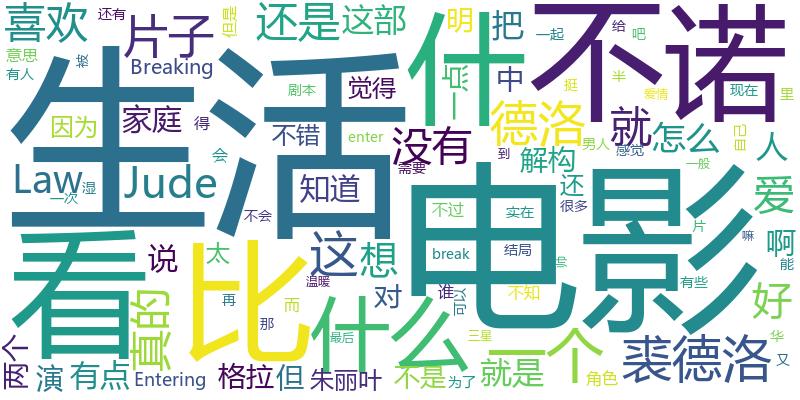 喜欢
还有
片子
还是
这部
但是
什
明
把
给
一起
吧
不诺
意思
有人
被
Breaking
剧本
觉得
中
一点
挺
半
爱情
现在
里
生活
因为
家庭
得
会
不错
enter
没有
德洛
就
男人
怎么
感觉
自己
人
Law
湿
一次
Jude
知道
不会
到
需要
解构
还
很多
一般
爱
看
比
说
太
这
想
电影
不过
实在
break
结局
片
嘛
啊
能
真的
再
那
而
温暖
对
谁
可以
不知
有些
好
两个
演
有点
Entering
格拉
但
朱丽叶
什么
最后
三星
不是
为了
一个
就是
角色
裘德洛
华
又